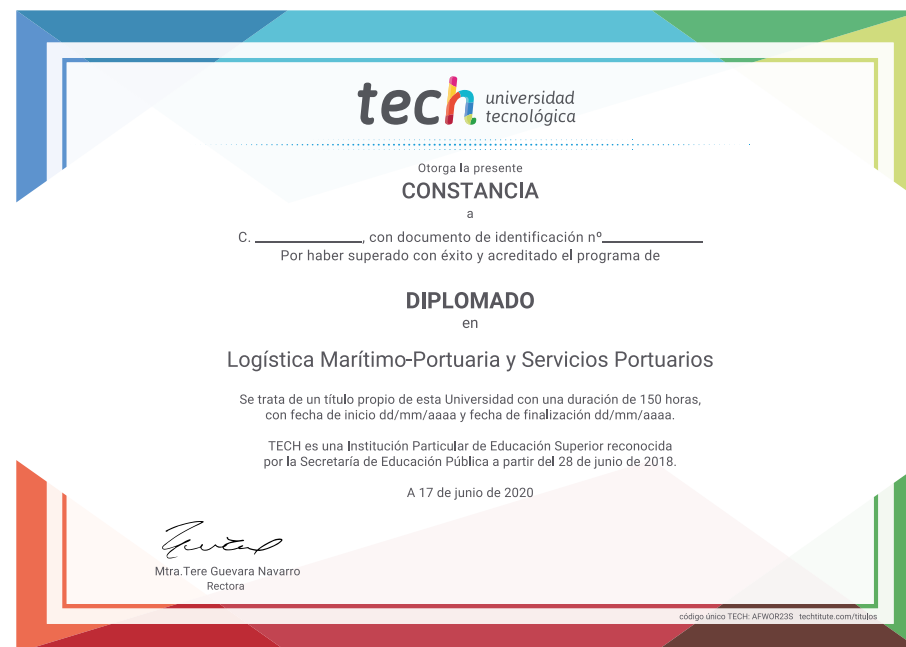 tech universidad
tecnológica
Otorga la presente
CONSTANCIA
a
C. ____________, con documento de identificación nº____________
Por haber superado con éxito y acreditado el programa de
DIPLOMADO
en
Logística Marítimo-Portuaria y Servicios Portuarios
Se trata de un título propio de esta Universidad con una duración de 150 horas,
con fecha de inicio dd/mm/aaaa y fecha de finalización dd/mm/aaaa.
TECH es una Institución Particular de Educación Superior reconocida
por la Secretaría de Educación Pública a partir del 28 de junio de 2018.
A 17 de junio de 2020
Mtra.Tere Guevara Navarro
Rectora
código único TECH: AFWOR23S techtitute.com/titulos